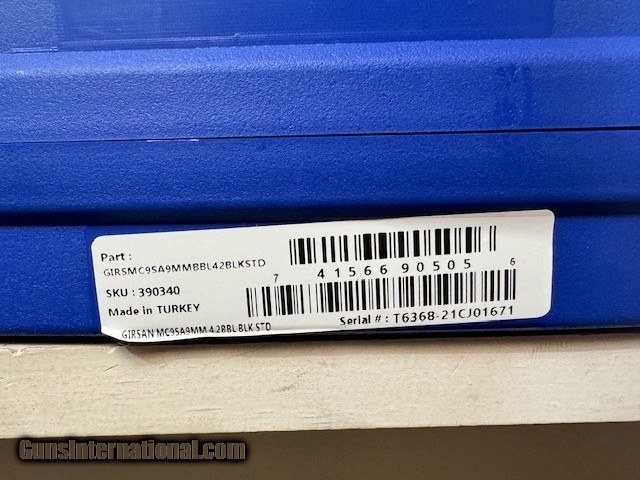 Part :
GIRSMC9SA9MMBBL42BLKSTD
SKU : 390340
Made in TURKEY
GIRSAN MC9SA9MM 4.2BBL BLK STD
7 41566 90505 6
Serial # : T6368-21CJ01671
GunsInternational.com